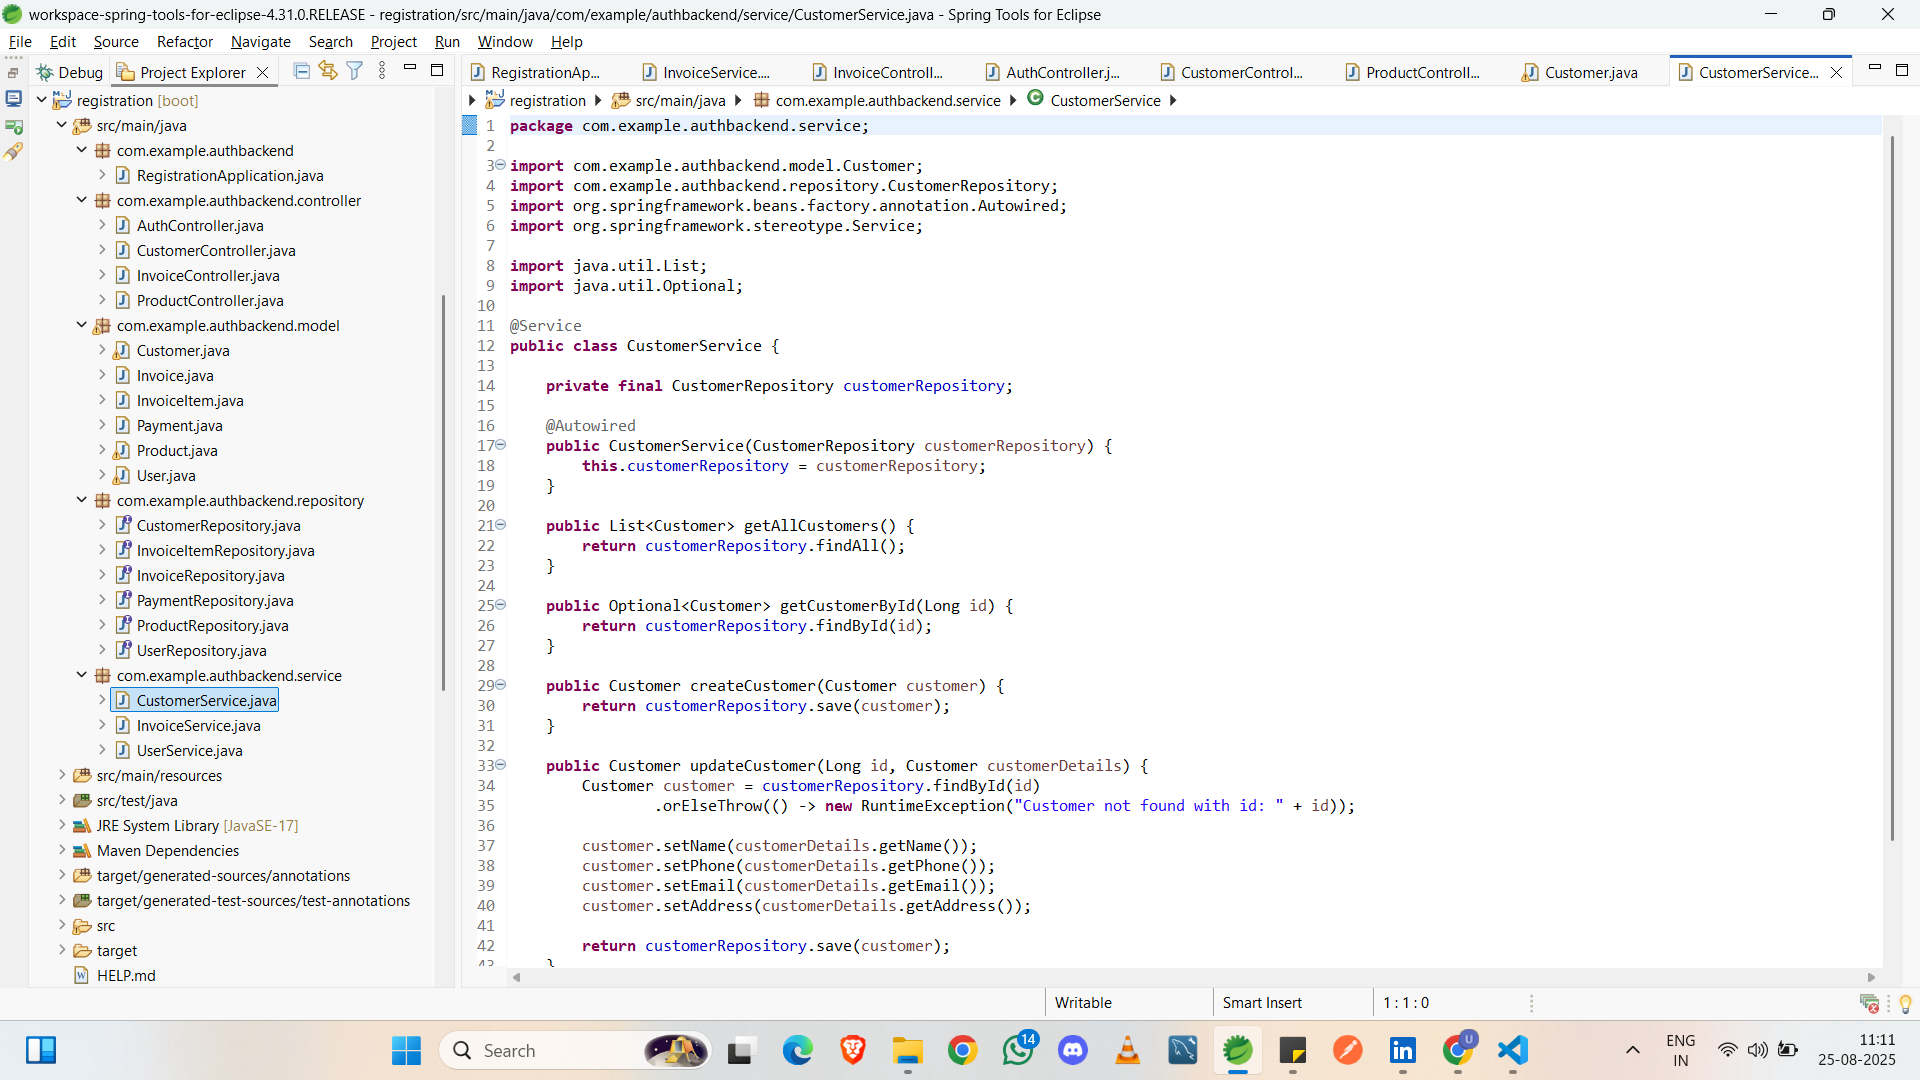 workspace-spring-tools-for-eclipse-4.31.0.RELEASE - registration/src/main/java/com/example/authbackend/service/CustomerService.java - Spring Tools for Eclipse
File Edit Source Refactor Navigate Search Project Run Window Help
Debug Project Explorer
RegistrationAp... InvoiceService.... InvoiceControll... AuthController.j... CustomerControl... ProductControll... Customer.java CustomerService...
registration src/main/java com.example.authbackend.service CustomerService
registration [boot]
src/main/java
com.example.authbackend
RegistrationApplication.java
com.example.authbackend.controller
AuthController.java
CustomerController.java
InvoiceController.java
ProductController.java
com.example.authbackend.model
Customer.java
Invoice.java
InvoiceItem.java
Payment.java
Product.java
User.java
com.example.authbackend.repository
CustomerRepository.java
InvoiceItemRepository.java
InvoiceRepository.java
PaymentRepository.java
ProductRepository.java
UserRepository.java
com.example.authbackend.service
CustomerService.java
InvoiceService.java
UserService.java
src/main/resources
src/test/java
JRE System Library [JavaSE-17]
Maven Dependencies
target/generated-sources/annotations
target/generated-test-sources/test-annotations
src
target
HELP.md
1 package com.example.authbackend.service;
2
3 import com.example.authbackend.model.Customer;
4 import com.example.authbackend.repository.CustomerRepository;
5 import org.springframework.beans.factory.annotation.Autowired;
6 import org.springframework.stereotype.Service;
7
8 import java.util.List;
9 import java.util.Optional;
10
11 @Service
12 public class CustomerService {
13
14 private final CustomerRepository customerRepository;
15
16 @Autowired
17 public CustomerService(CustomerRepository customerRepository) {
18 this.customerRepository = customerRepository;
19 }
20
21 public List<Customer> getAllCustomers() {
22 return customerRepository.findAll();
23 }
24
25 public Optional<Customer> getCustomerById(Long id) {
26 return customerRepository.findById(id);
27 }
28
29 public Customer createCustomer(Customer customer) {
30 return customerRepository.save(customer);
31 }
32
33 public Customer updateCustomer(Long id, Customer customerDetails) {
34 Customer customer = customerRepository.findById(id)
35 .orElseThrow(() -> new RuntimeException("Customer not found with id: " + id));
36
37 customer.setName(customerDetails.getName());
38 customer.setPhone(customerDetails.getPhone());
39 customer.setEmail(customerDetails.getEmail());
40 customer.setAddress(customerDetails.getAddress());
41
42 return customerRepository.save(customer);
43 }
Writable Smart Insert 1 : 1 : 0
Search
14
U
ENG
IN
11:11
25-08-2025